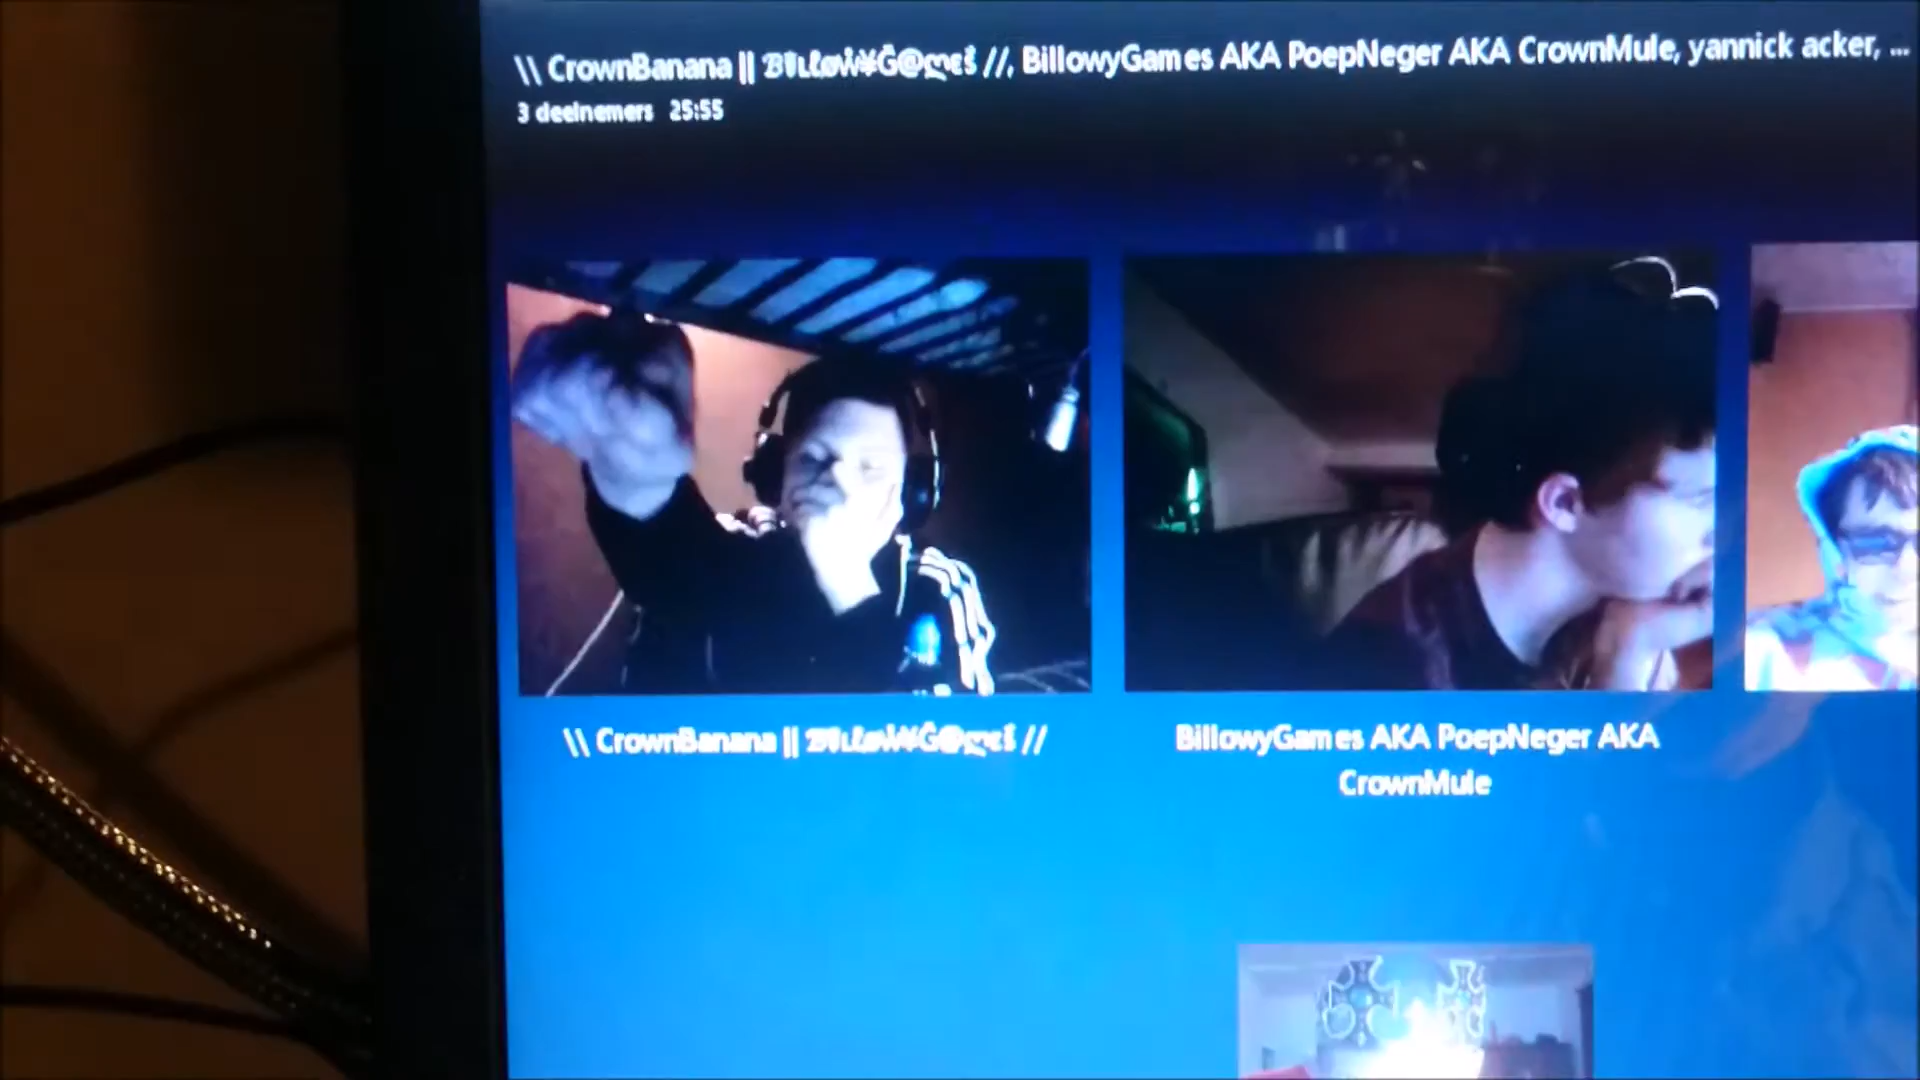 \\ CrownBanana || //, BillowyGames AKA PoepNeger AKA CrownMule, yannick acker, ...
3 deelnemers 25:55
\\ CrownBanana || //
BillowyGames AKA PoepNeger AKA
CrownMule